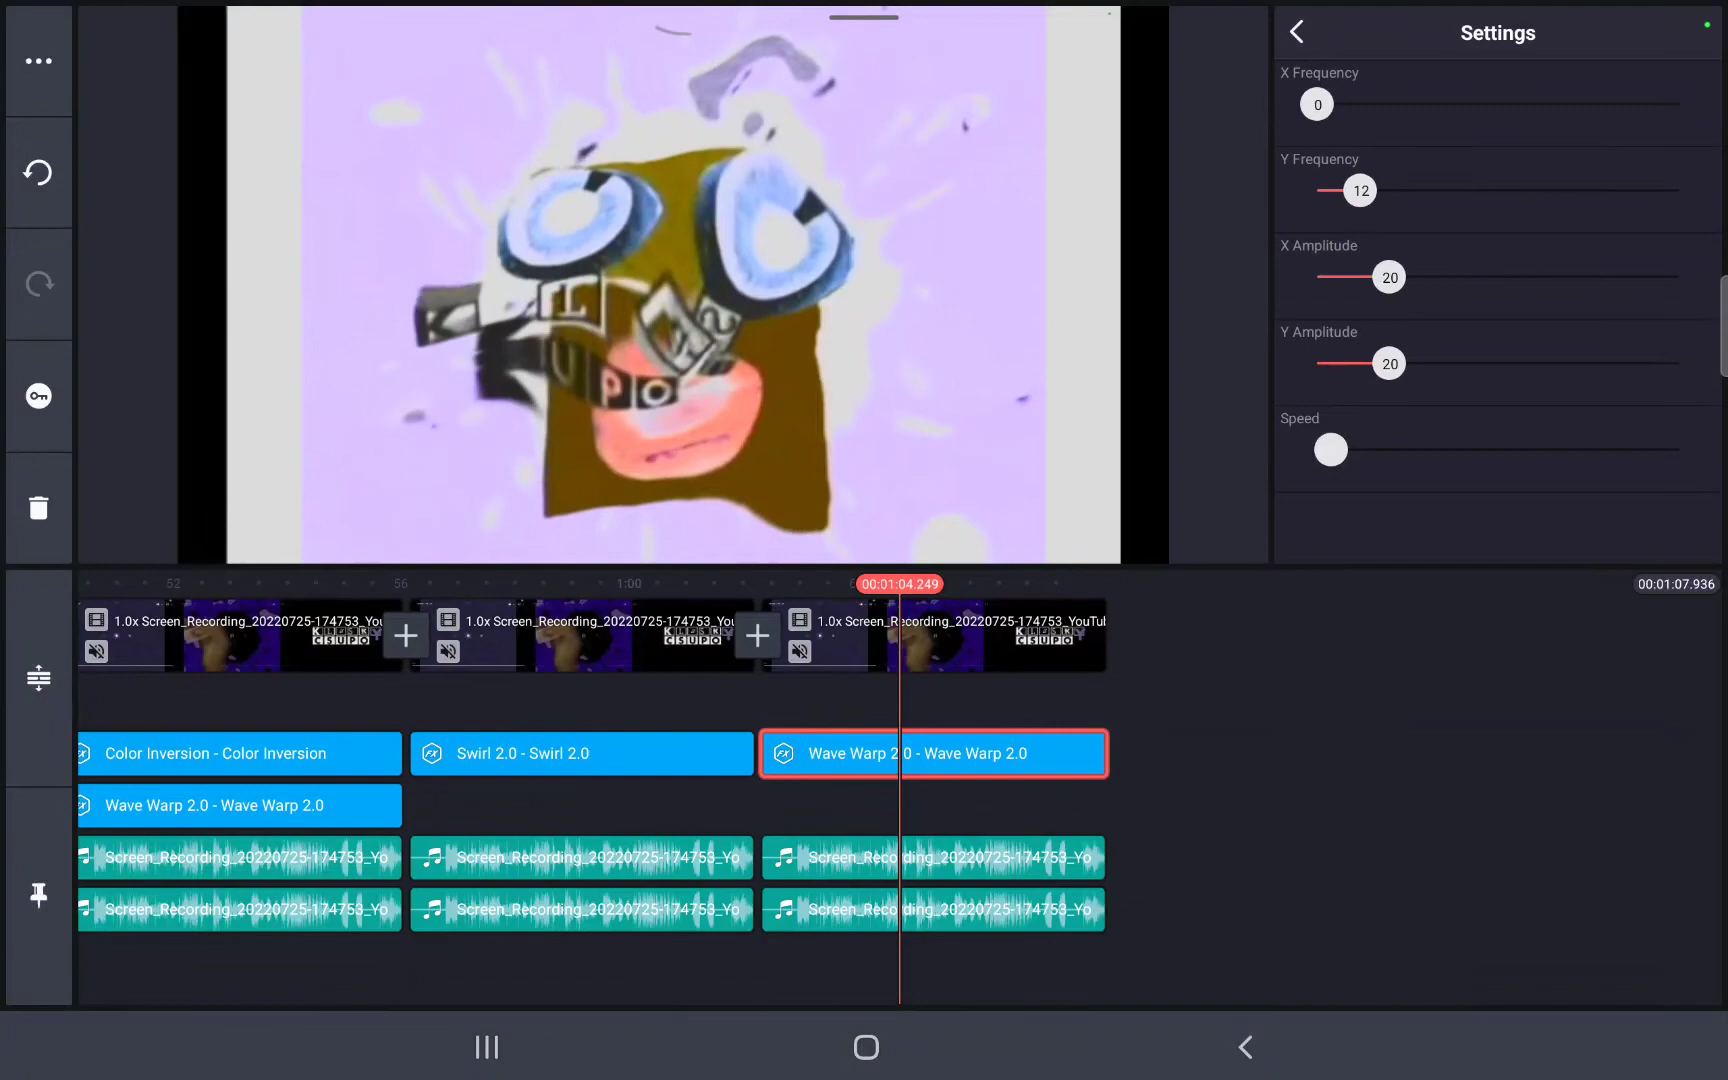 Settings
X Frequency
0
Y Frequency
12
X Amplitude
20
Y Amplitude
20
Speed
52
56
1:00
00:01:04.249
00:01:07.936
1.0x Screen_Recording_20220725-174753_You
1.0x Screen_Recording_20220725-174753_You
1.0x Screen_Recording_20220725-174753_YouTul
CSUPO
CSUPO
CSUPO
Color Inversion - Color Inversion
Swirl 2.0 - Swirl 2.0
Wave Warp 2.0 - Wave Warp 2.0
Wave Warp 2.0 - Wave Warp 2.0
Screen_Recording_20220725-174753_Yo
Screen_Recording_20220725-174753_Yo
Screen_Recording_20220725-174753_Yo
Screen_Recording_20220725-174753_Yo
Screen_Recording_20220725-174753_Yo
Screen_Recording_20220725-174753_Yo